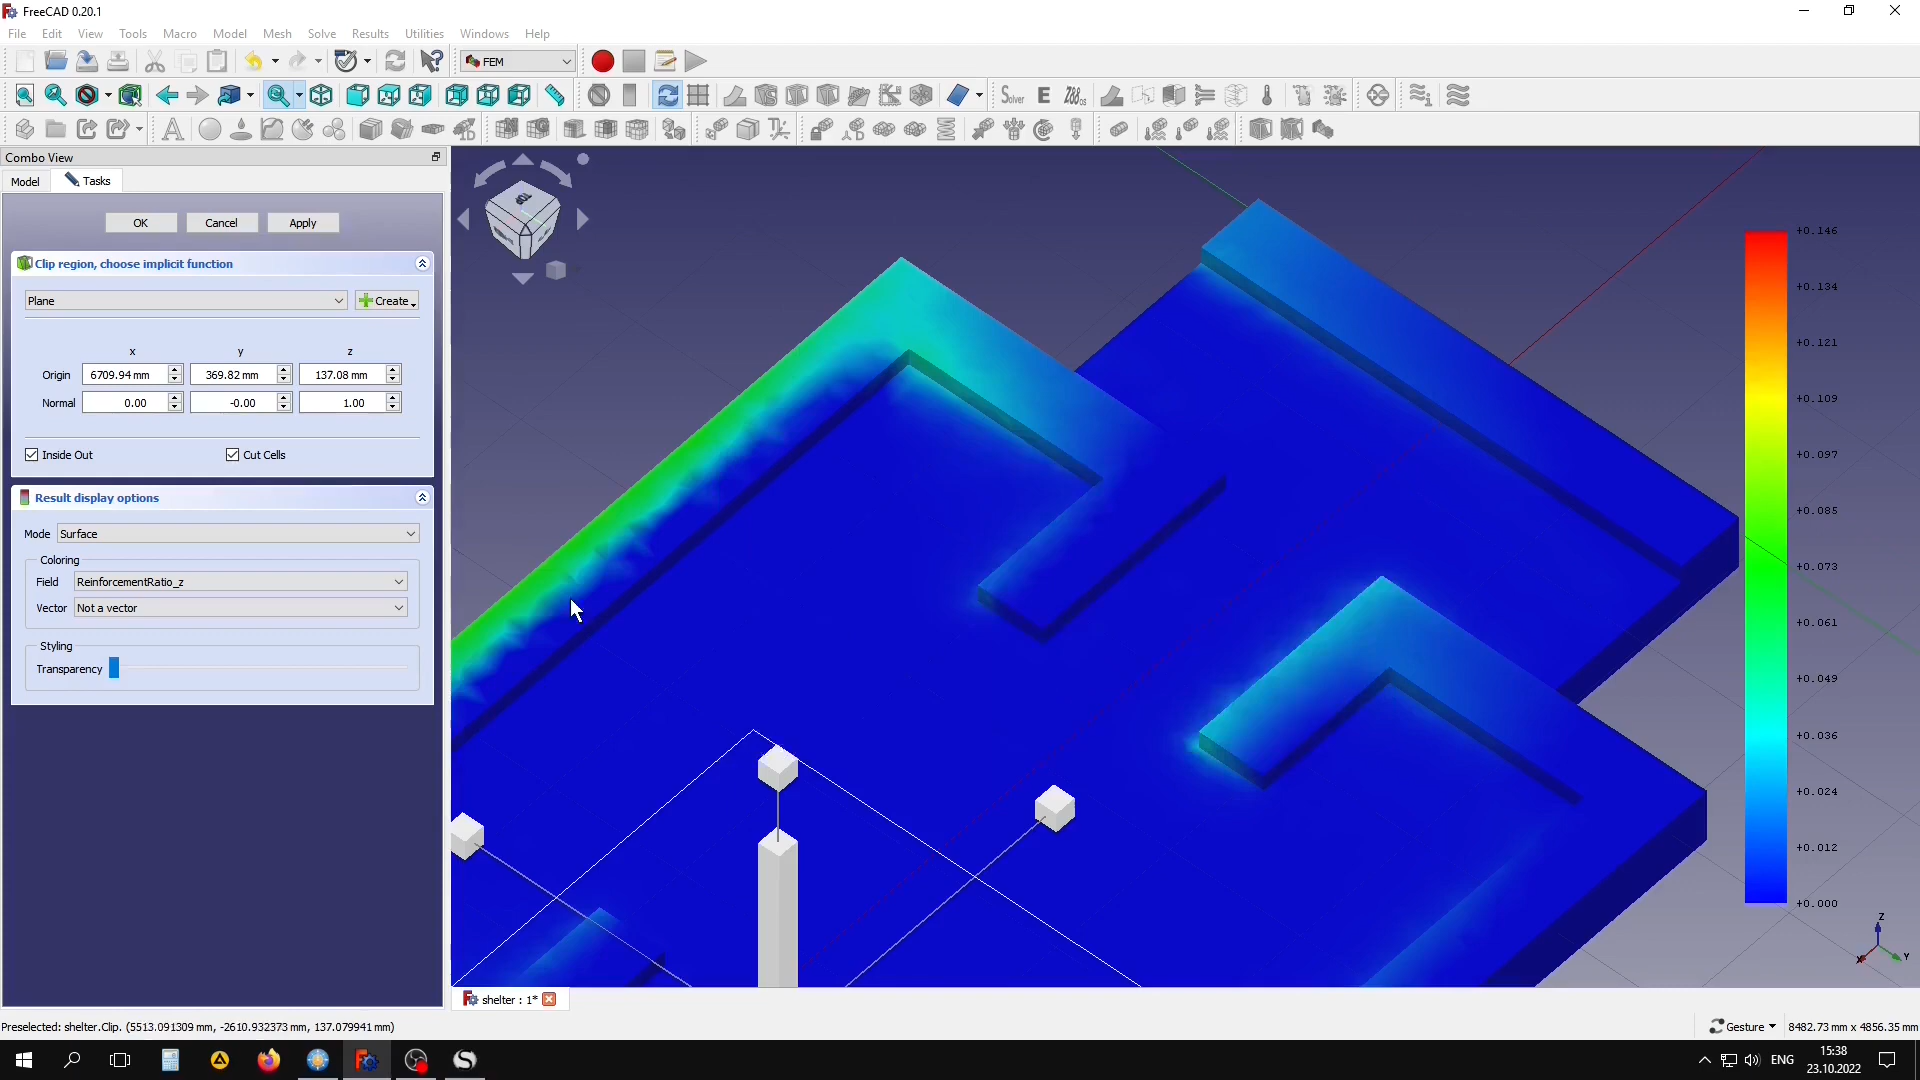 FreeCAD 0.20.1
File Edit View Tools Macro Model Mesh Solve Results Utilities Windows Help
FEM
Solver E Z88os
Combo View
Model Tasks
OK Cancel Apply
Clip region, choose implicit function
Plane Create
x y z
Origin 6709.94 mm 369.82 mm 137.08 mm
Normal 0.00 -0.00 1.00
Inside Out Cut Cells
Result display options
Mode Surface
Coloring
Field ReinforcementRatio_z
Vector Not a vector
Styling
Transparency
TOP
+0.146
+0.134
+0.121
+0.109
+0.097
+0.085
+0.073
+0.061
+0.049
+0.036
+0.024
+0.012
+0.000
Z
X Y
shelter : 1*
Preselected: shelter.Clip. (5513.091309 mm, -2610.932373 mm, 137.079941 mm)
Gesture 8482.73 mm x 4856.35 mm
ENG
15:38
23.10.2022